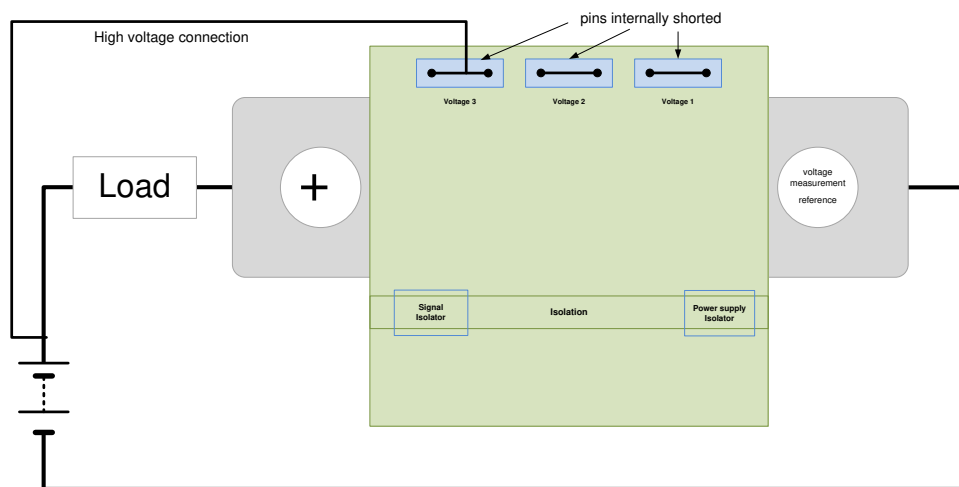 pins internally shorted
High voltage connection
Voltage 3
Voltage 2
Voltage 1
Load
+
voltage
measurement
reference
Signal
Isolator
Isolation
Power supply
Isolator